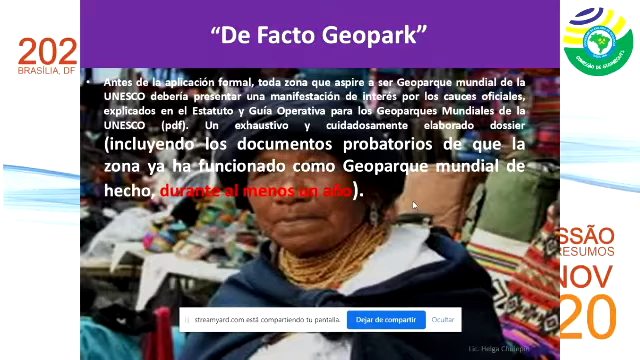 "De Facto Geopark"
202
BRASÍLIA, DF
• Antes de la aplicación formal, toda zona que aspire a ser Geoparque mundial de la
UNESCO debería presentar una manifestación de interés por los cauces oficiales,
explicados en el Estatuto y Guía Operativa para los Geoparques Mundiales de la
UNESCO (pdf). Un exhaustivo y cuidadosamente elaborado dossier
(incluyendo los documentos probatorios de que la
zona ya ha funcionado como Geoparque mundial de
hecho, durante al menos un año).
SSÃO
RESUMOS
NOV
20
streamyard.com está compartiendo tu pantalla.
Dejar de compartir
Ocultar